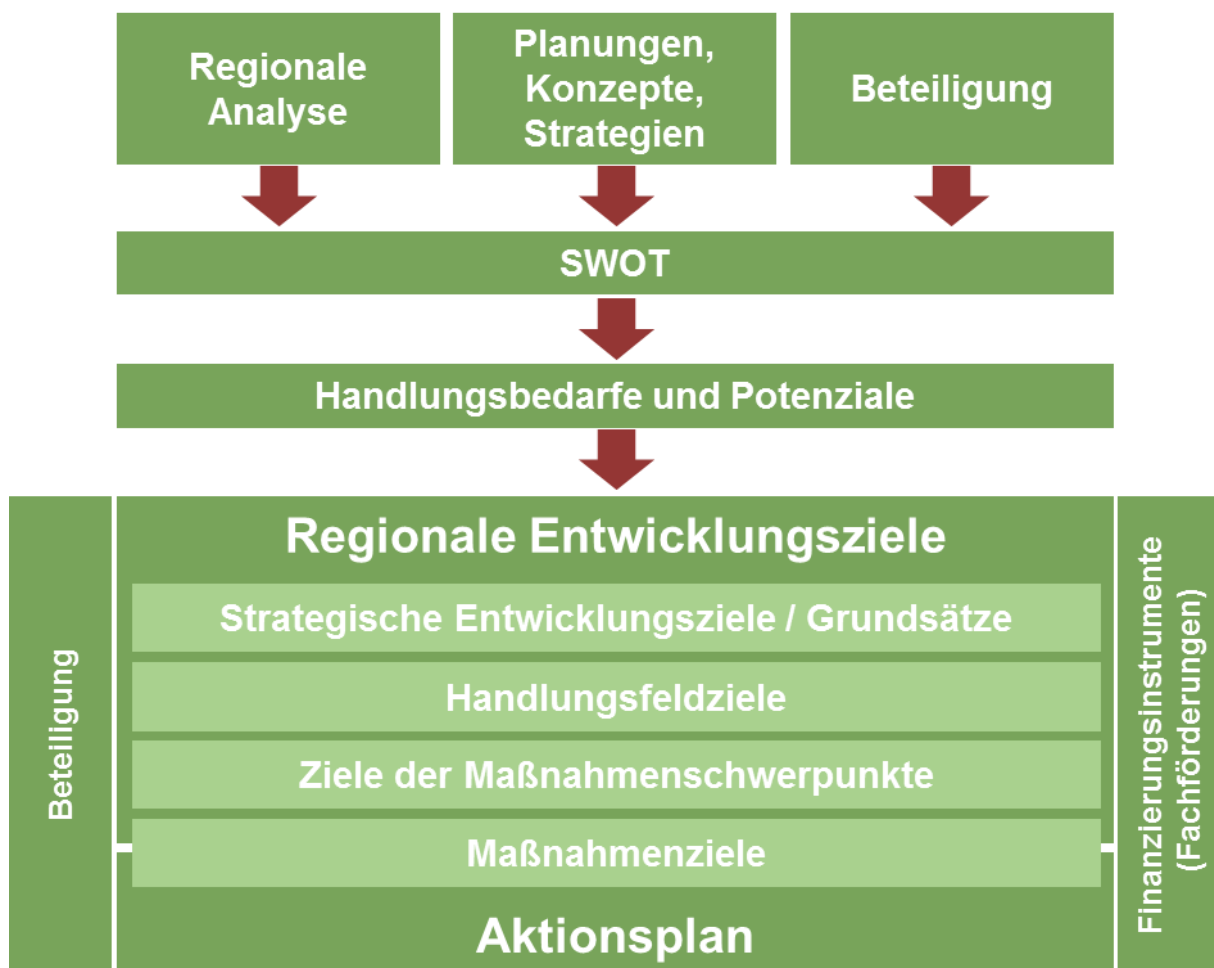 Regionale
Analyse
Planungen,
Konzepte,
Strategien
Beteiligung
SWOT
Handlungsbedarfe und Potenziale
Beteiligung
Regionale Entwicklungsziele
Strategische Entwicklungsziele / Grundsätze
Handlungsfeldziele
Ziele der Maßnahmenschwerpunkte
Maßnahmenziele
Aktionsplan
Finanzierungsinstrumente
(Fachförderungen)